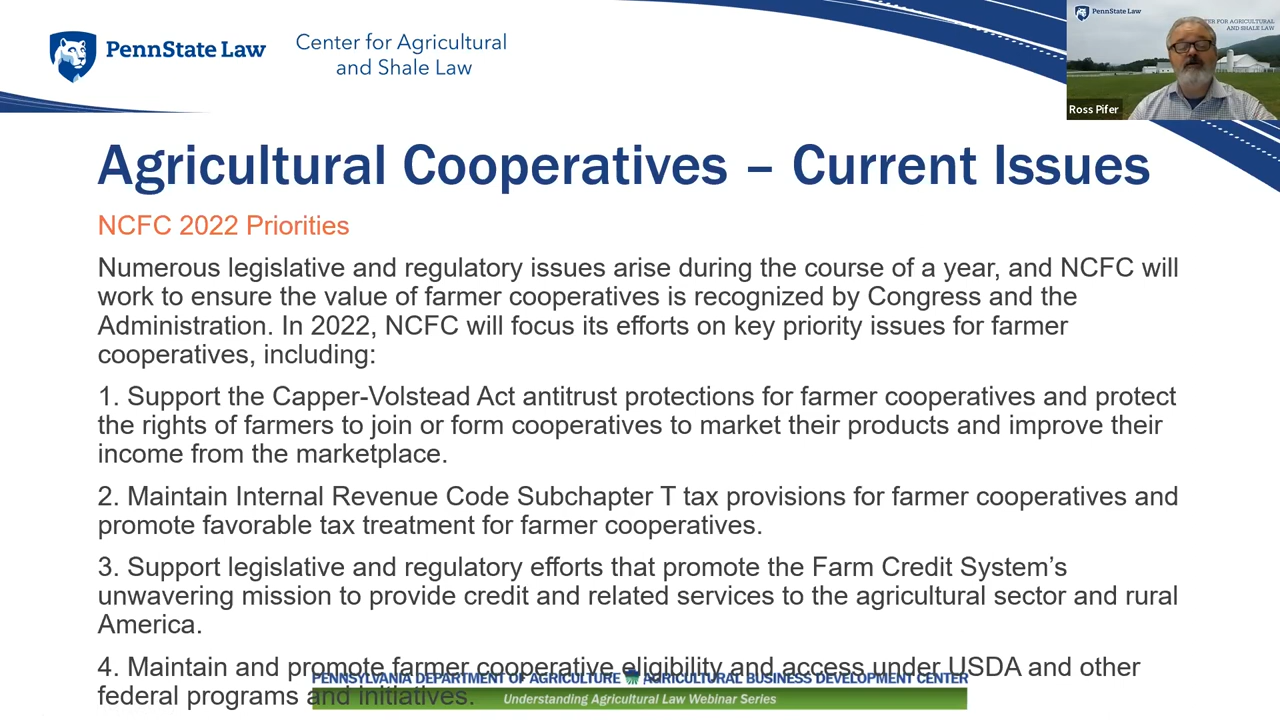 PennState Law
Center for Agricultural
and Shale Law
PennState Law
TER FOR AGRICULTURAL
AND SHALE LAW
Ross Pifer
Agricultural Cooperatives – Current Issues
NCFC 2022 Priorities
Numerous legislative and regulatory issues arise during the course of a year, and NCFC will
work to ensure the value of farmer cooperatives is recognized by Congress and the
Administration. In 2022, NCFC will focus its efforts on key priority issues for farmer
cooperatives, including:
1. Support the Capper-Volstead Act antitrust protections for farmer cooperatives and protect
the rights of farmers to join or form cooperatives to market their products and improve their
income from the marketplace.
2. Maintain Internal Revenue Code Subchapter T tax provisions for farmer cooperatives and
promote favorable tax treatment for farmer cooperatives.
3. Support legislative and regulatory efforts that promote the Farm Credit System’s
unwavering mission to provide credit and related services to the agricultural sector and rural
America.
4. Maintain and promote farmer cooperative eligibility and access under USDA and other
federal programs and initiatives.
PENNSYLVANIA DEPARTMENT OF AGRICULTURE AGRICULTURAL BUSINESS DEVELOPMENT CENTER
Understanding Agricultural Law Webinar Series